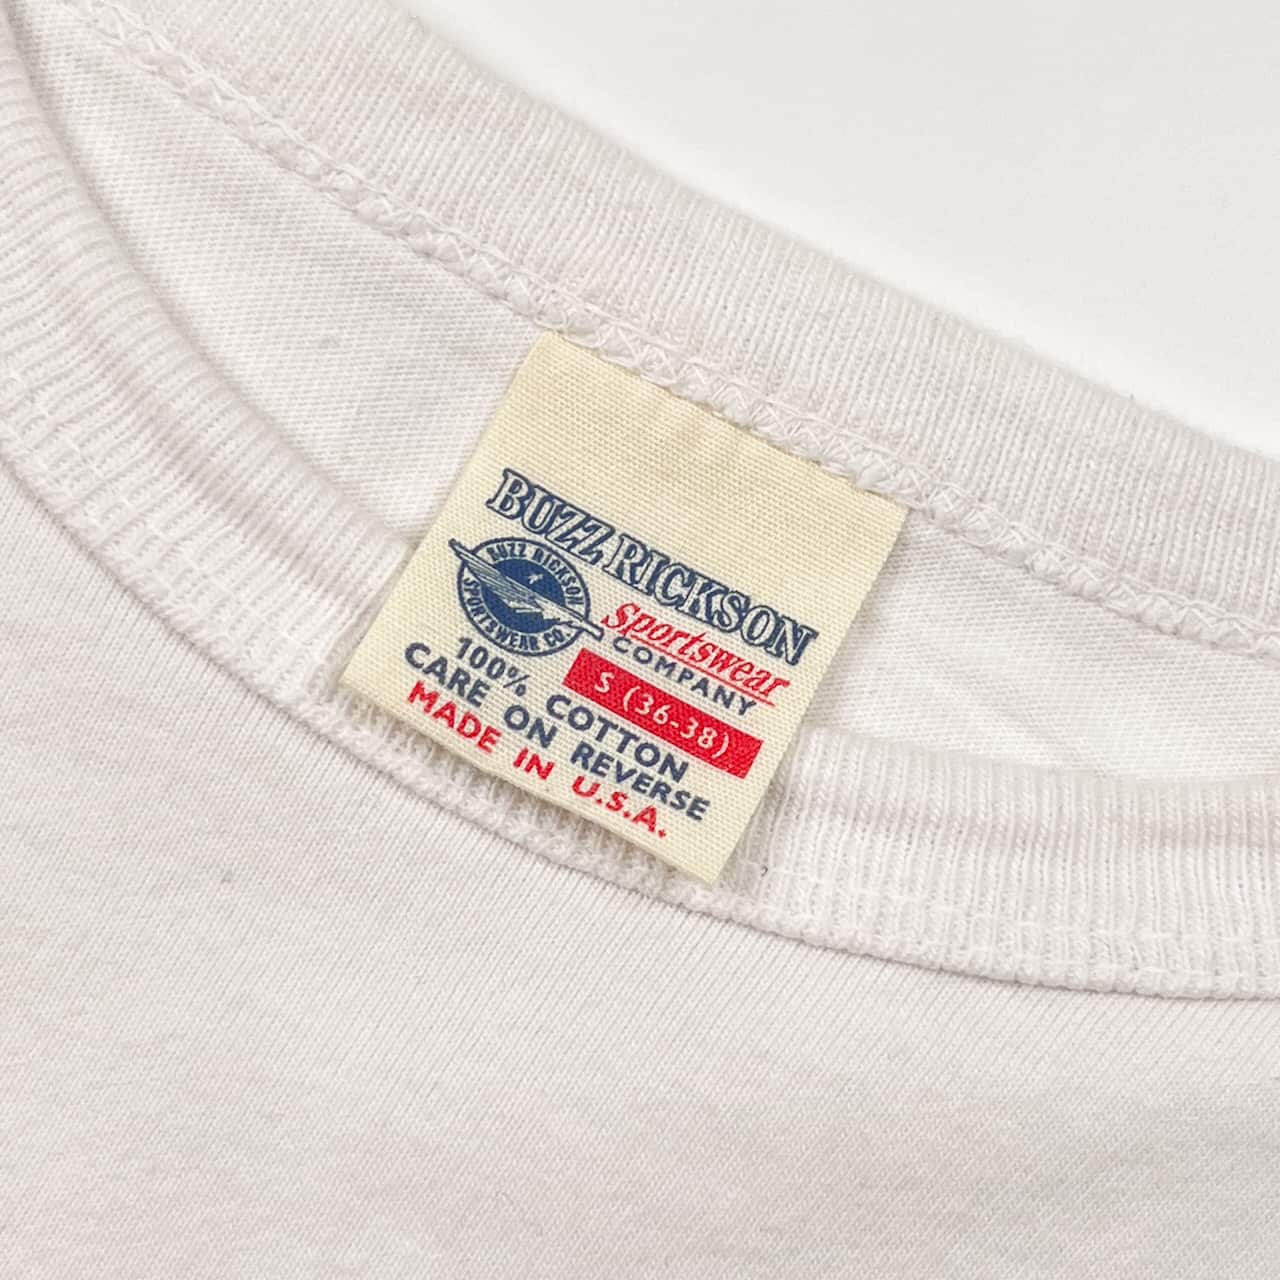 BUZZ RICKSON
BUZZ RICKSON
SPORTSWEAR CO.
Sportswear
COMPANY
S (36-38)
100% COTTON
CARE ON REVERSE
MADE IN U.S.A.